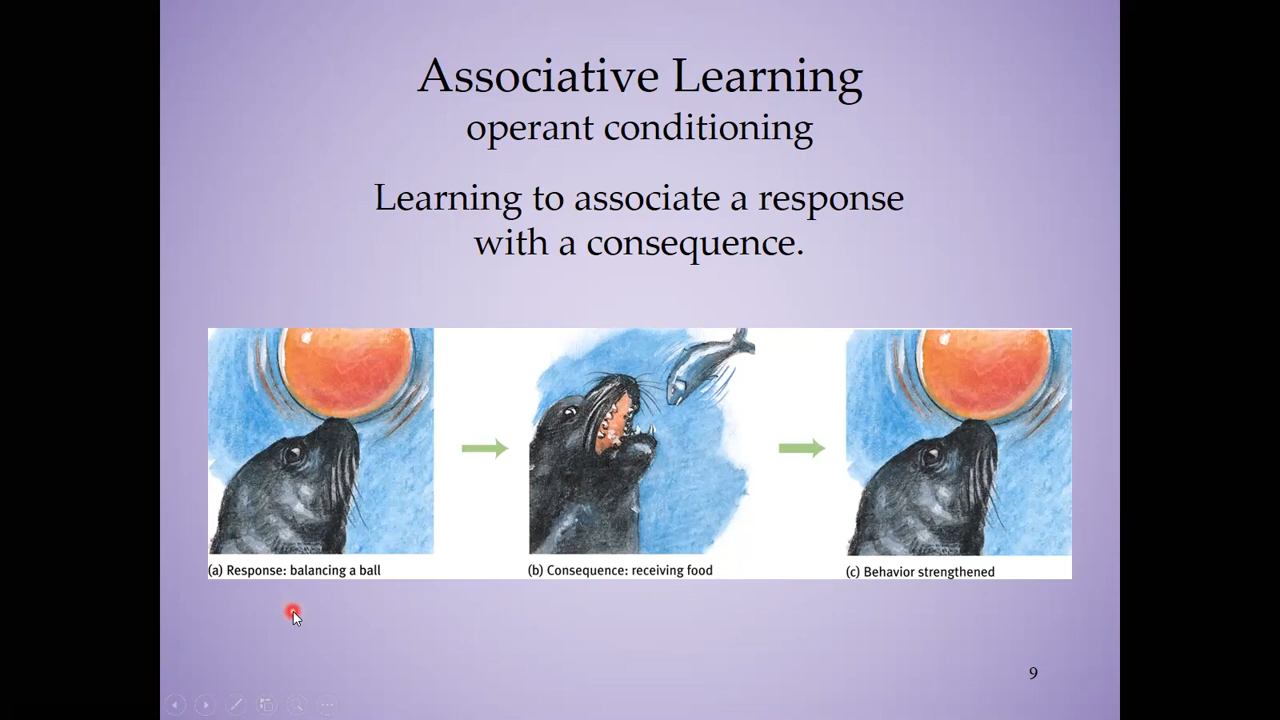 Associative Learning
operant conditioning
Learning to associate a response
with a consequence.
(a) Response: balancing a ball
(b) Consequence: receiving food
(c) Behavior strengthened
9